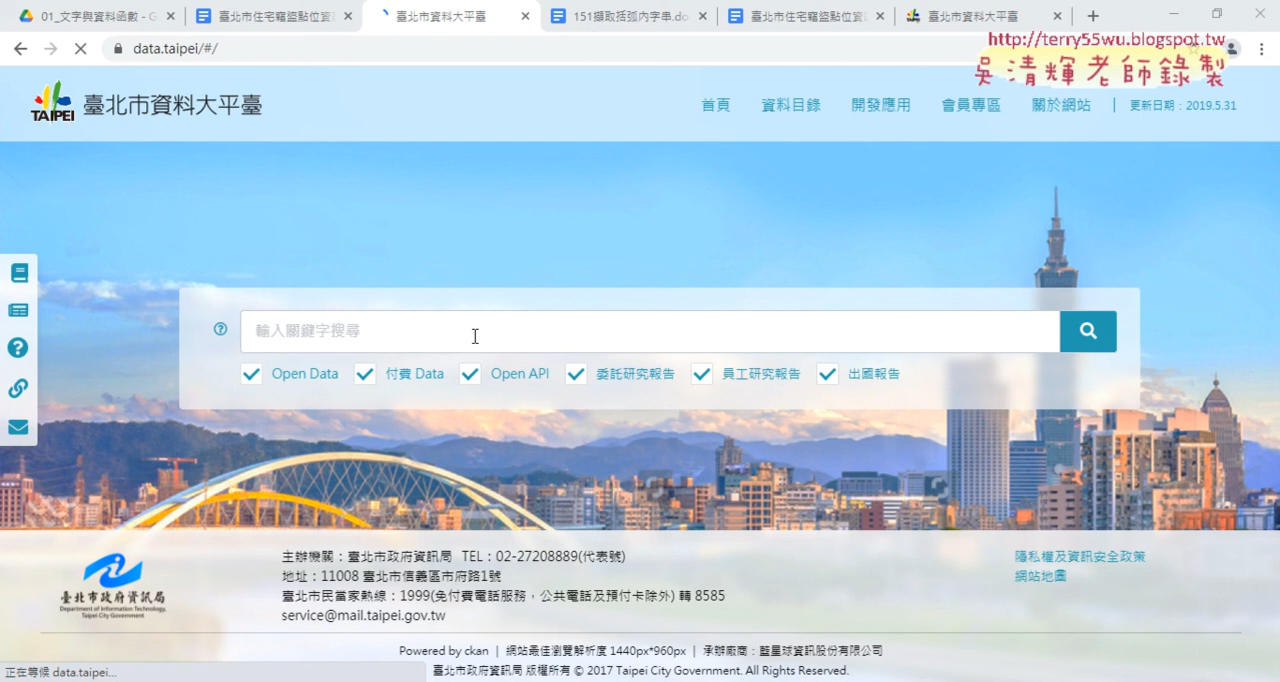 01_文字與資料函數 - G
臺北市住宅竊盜點位資
臺北市資料大平臺
151擷取括弧內字串.do
臺北市住宅竊盜點位資
臺北市資料大平臺
data.taipei/#/
http://terry55wu.blogspot.tw
吳清輝老師錄製
TAIPEI 臺北市資料大平臺
首頁 資料目錄 開發應用 會員專區 關於網站 | 更新日期：2019.5.31
輸入關鍵字搜尋
Open Data 付費 Data Open API 委託研究報告 員工研究報告 出國報告
臺北市政府資訊局
Department of Information Technology,
Taipei City Government
主辦機關：臺北市政府資訊局 TEL：02-27208889(代表號)
地址：11008 臺北市信義區市府路1號
臺北市民當家熱線：1999(免付費電話服務，公共電話及預付卡除外) 轉 8585
service@mail.taipei.gov.tw
隱私權及資訊安全政策
網站地圖
Powered by ckan | 網站最佳瀏覽解析度 1440px*960px | 承辦廠商：藍星球資訊股份有限公司
臺北市政府資訊局 版權所有 © 2017 Taipei City Government. All Rights Reserved.
正在等候 data.taipei...